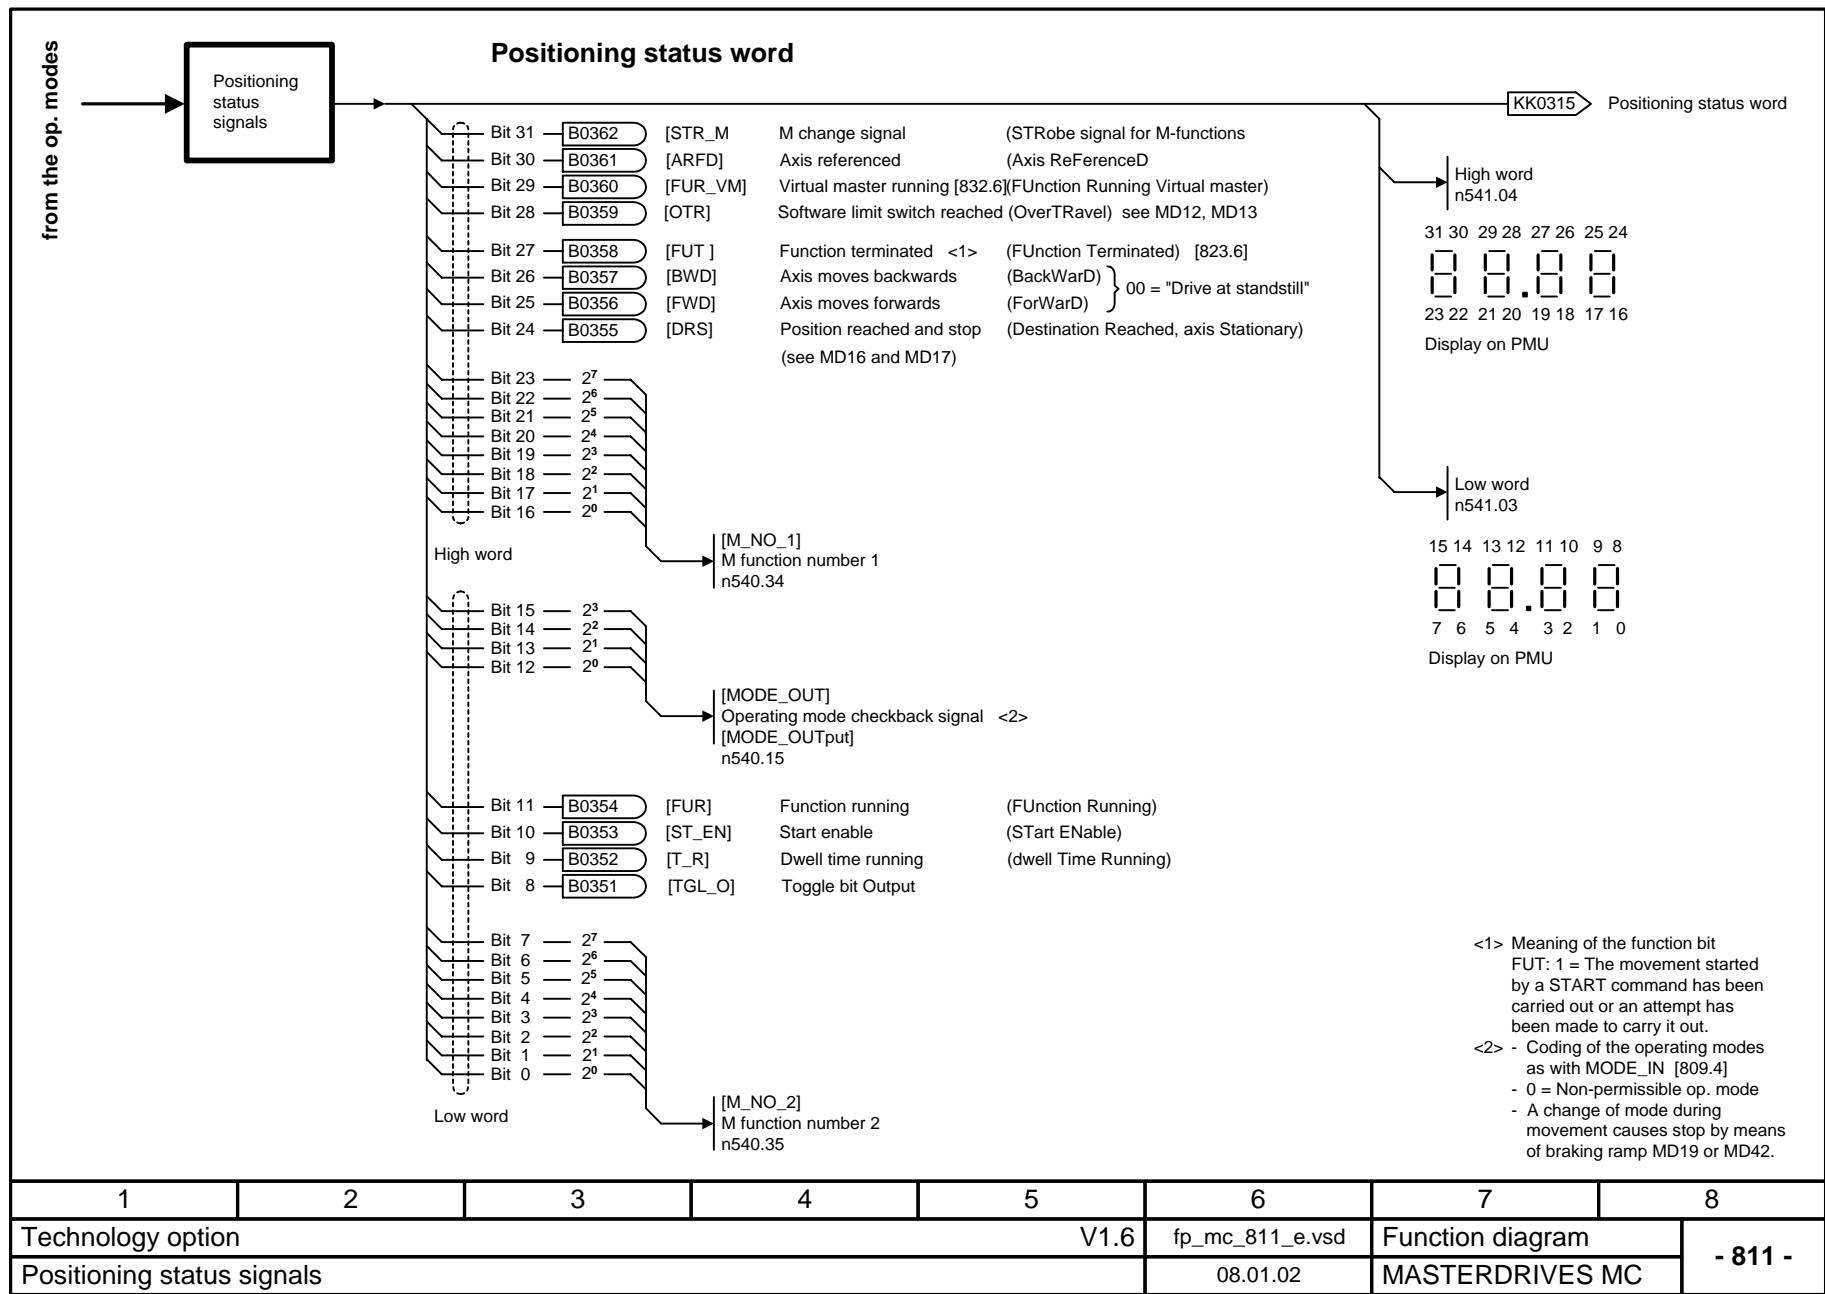 Positioning status word
from the op. modes
Positioning
status
signals
KK0315 Positioning status word
Bit 31 B0362 [STR_M M change signal (STRobe signal for M-functions
Bit 30 B0361 [ARFD] Axis referenced (Axis ReFerenceD
Bit 29 B0360 [FUR_VM] Virtual master running [832.6] (FUnction Running Virtual master)
Bit 28 B0359 [OTR] Software limit switch reached (OverTRavel) see MD12, MD13
Bit 27 B0358 [FUT ] Function terminated <1> (FUnction Terminated) [823.6]
Bit 26 B0357 [BWD] Axis moves backwards (BackWarD)
00 = "Drive at standstill"
Bit 25 B0356 [FWD] Axis moves forwards (ForWarD)
Bit 24 B0355 [DRS] Position reached and stop (Destination Reached, axis Stationary)
(see MD16 and MD17)
Bit 23 2⁷
Bit 22 2⁶
Bit 21 2⁵
Bit 20 2⁴
Bit 19 2³
Bit 18 2²
Bit 17 2¹
Bit 16 2⁰
High word
[M_NO_1]
M function number 1
n540.34
Bit 15 2³
Bit 14 2²
Bit 13 2¹
Bit 12 2⁰
[MODE_OUT]
Operating mode checkback signal <2>
[MODE_OUTput]
n540.15
Bit 11 B0354 [FUR] Function running (FUnction Running)
Bit 10 B0353 [ST_EN] Start enable (STart ENable)
Bit 9 B0352 [T_R] Dwell time running (dwell Time Running)
Bit 8 B0351 [TGL_O] Toggle bit Output
Bit 7 2⁷
Bit 6 2⁶
Bit 5 2⁵
Bit 4 2⁴
Bit 3 2³
Bit 2 2²
Bit 1 2¹
Bit 0 2⁰
Low word
[M_NO_2]
M function number 2
n540.35
High word
n541.04
31 30 29 28 27 26 25 24
8 8.8 8
23 22 21 20 19 18 17 16
Display on PMU
Low word
n541.03
15 14 13 12 11 10 9 8
8 8.8 8
7 6 5 4 3 2 1 0
Display on PMU
<1> Meaning of the function bit
FUT: 1 = The movement started
by a START command has been
carried out or an attempt has
been made to carry it out.
<2> - Coding of the operating modes
as with MODE_IN [809.4]
- 0 = Non-permissible op. mode
- A change of mode during
movement causes stop by means
of braking ramp MD19 or MD42.
1 2 3 4 5 6 7 8
Technology option V1.6 fp_mc_811_e.vsd Function diagram
- 811 -
Positioning status signals 08.01.02 MASTERDRIVES MC